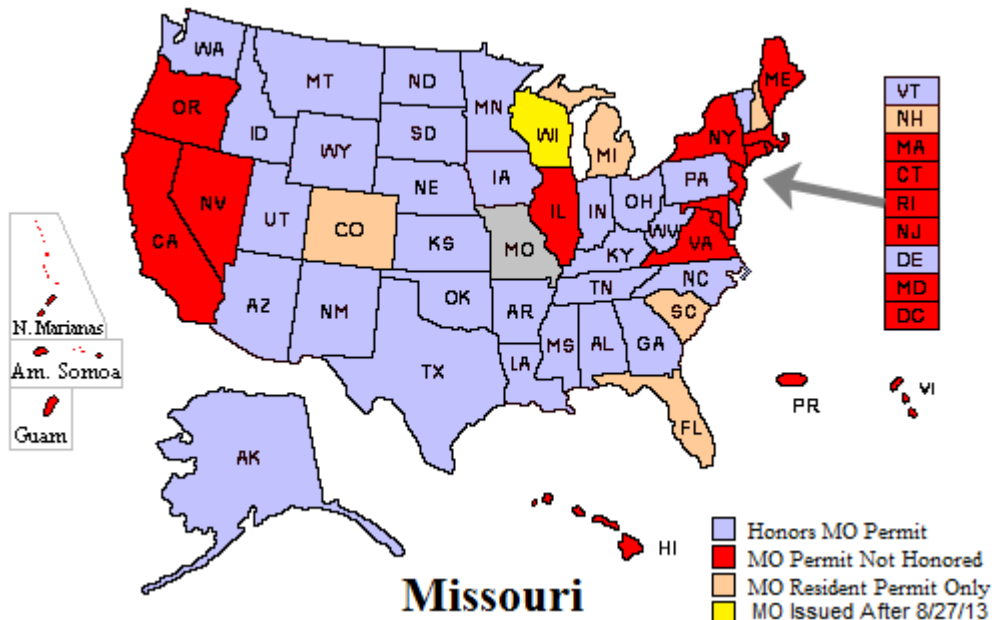 WA
MT
ND
MN
OR
ID
SD
WI
WY
MI
NY
ME
NE
IA
PA
NV
UT
CO
IL
IN
OH
CA
KS
MO
WV
VA
KY
AZ
NM
OK
AR
TN
NC
SC
TX
LA
MS
AL
GA
FL
AK
HI
VT
NH
MA
CT
RI
NJ
DE
MD
DC
N. Marianas
Am. Somoa
Guam
PR
VI
Honors MO Permit
MO Permit Not Honored
MO Resident Permit Only
MO Issued After 8/27/13
Missouri